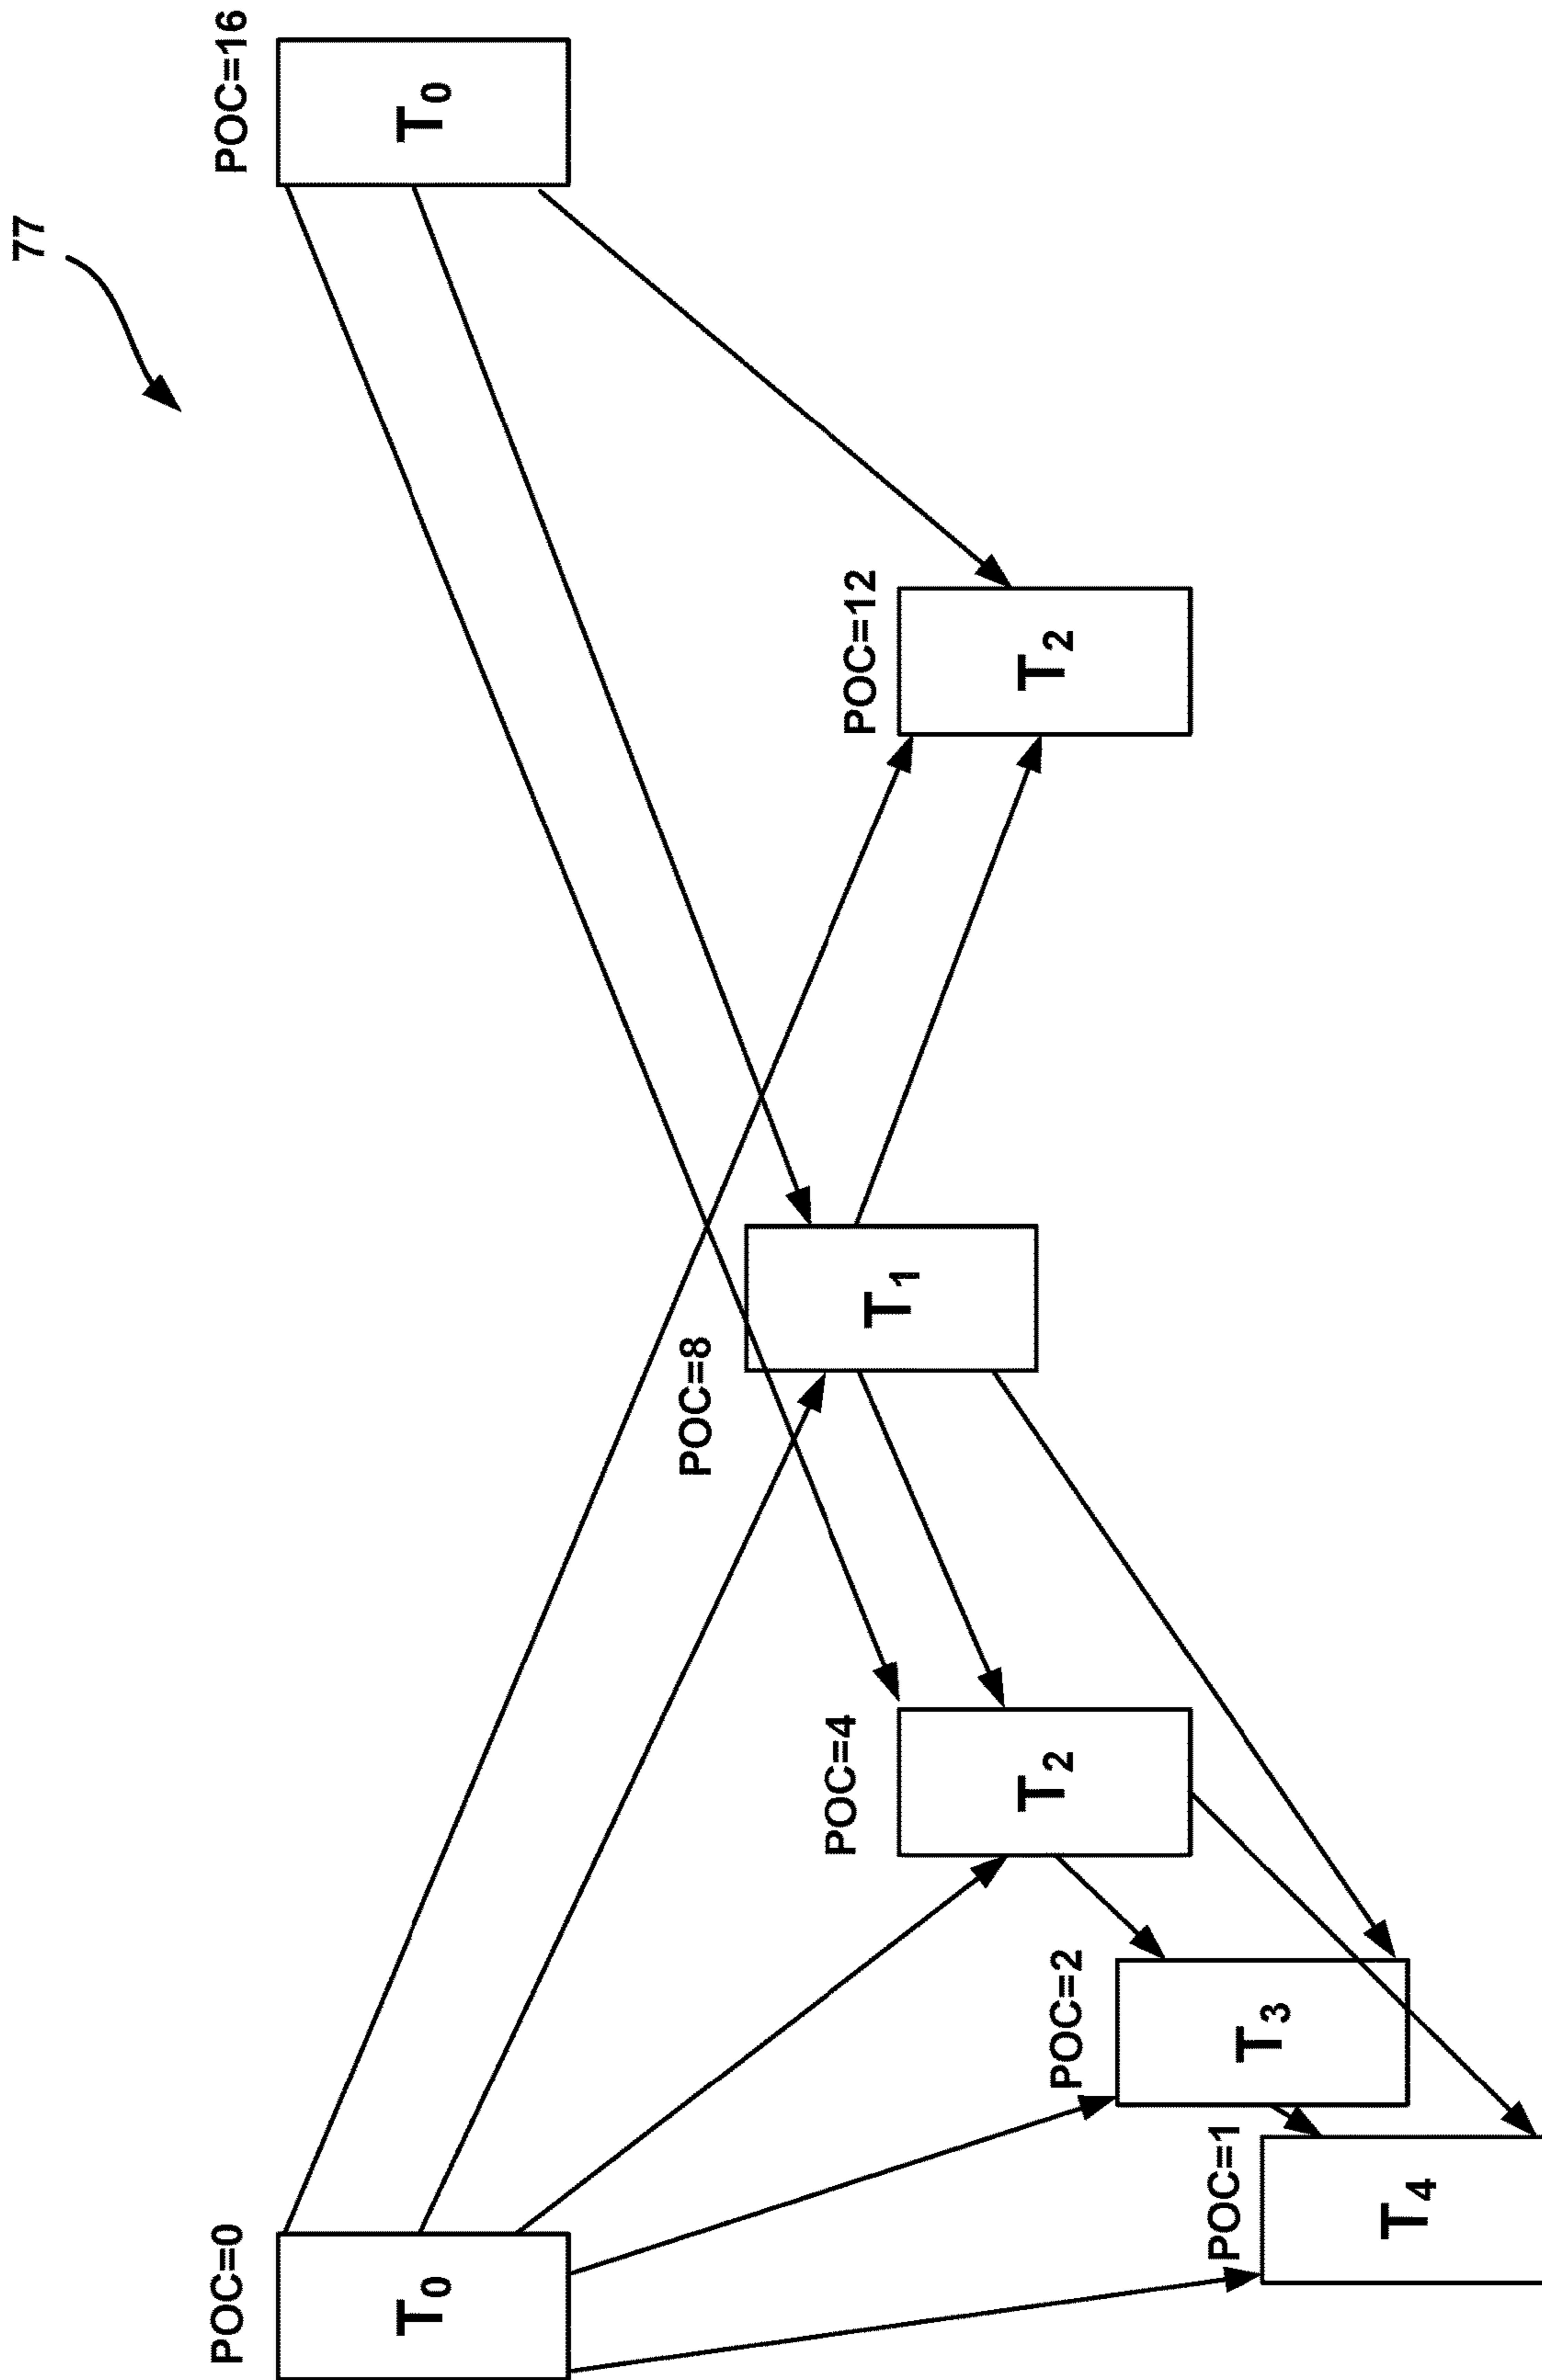 77
POC=0
T₀
POC=16
T₀
POC=8
T₁
POC=4
T₂
POC=12
T₂
POC=2
T₃
POC=1
T₄